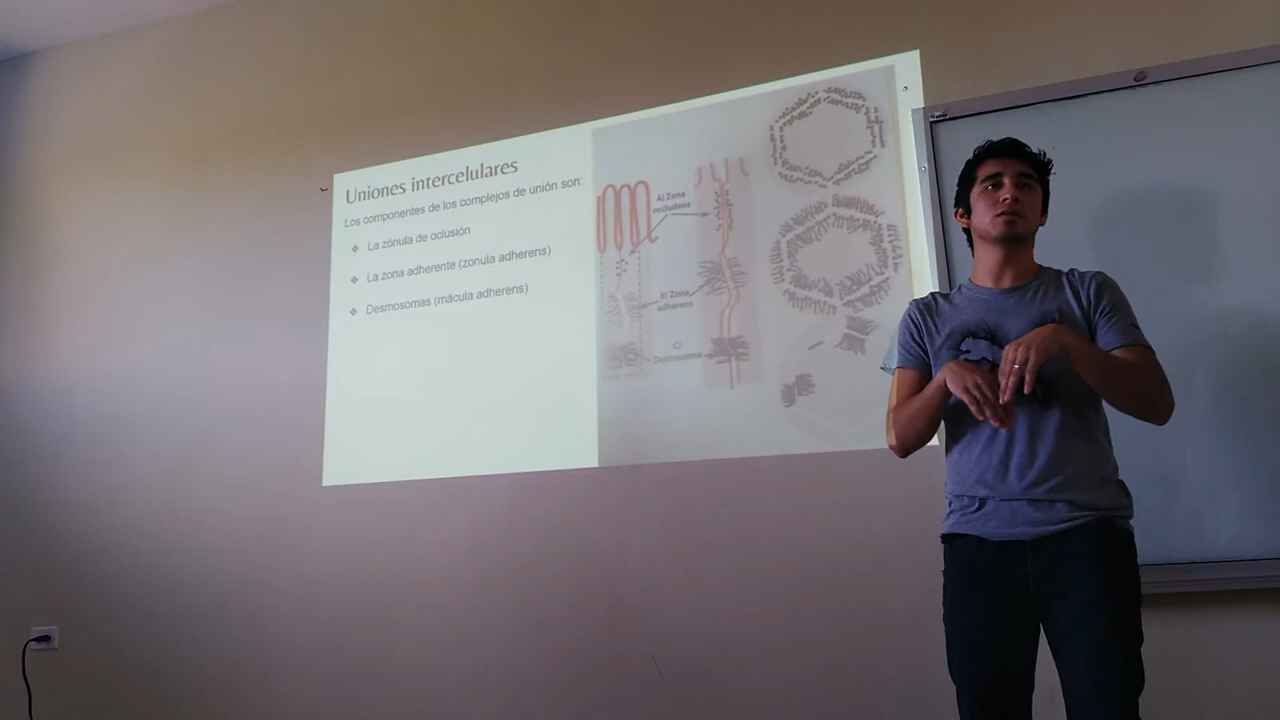 Uniones intercelulares
Los componentes de los complejos de unión son:
❖ La zónula de oclusión
❖ La zona adherente (zonula adherens)
❖ Desmosomas (mácula adherens)
A) Zona
occludens
B) Zona
adherens
C)
Desmosoma